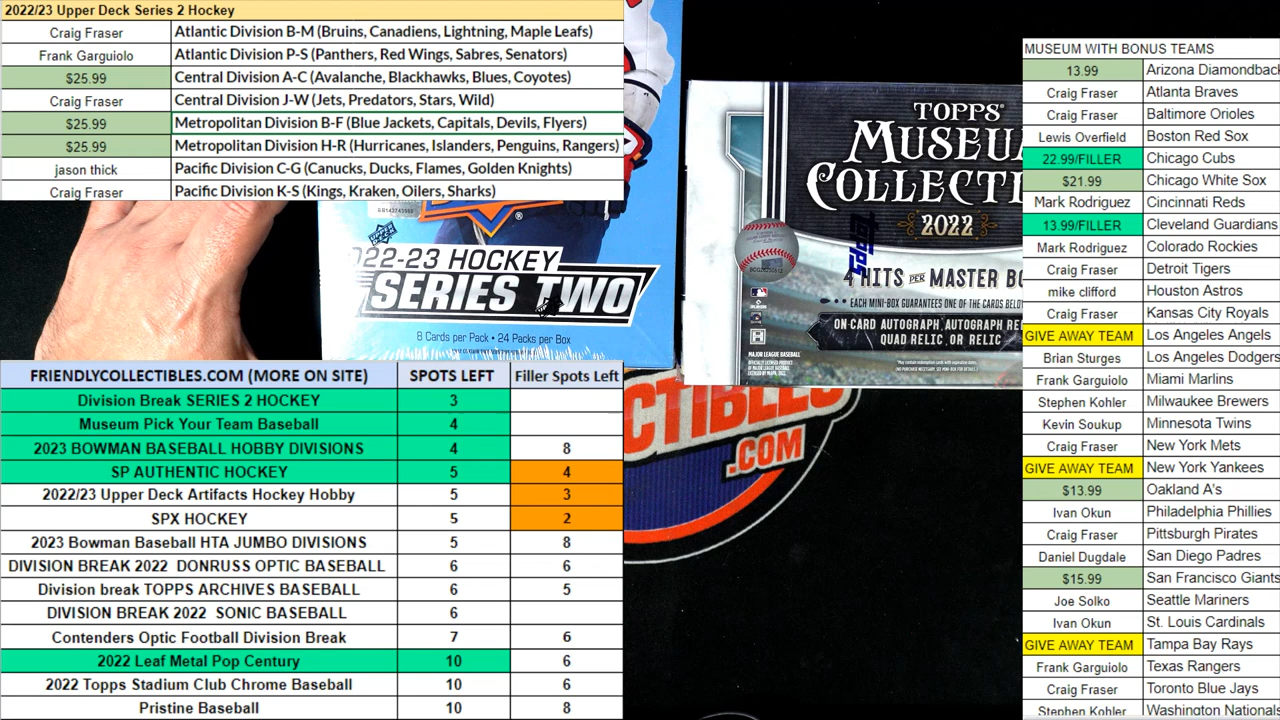 2022/23 Upper Deck Series 2 Hockey
Craig Fraser Atlantic Division B-M (Bruins, Canadiens, Lightning, Maple Leafs)
Frank Garguiolo Atlantic Division P-S (Panthers, Red Wings, Sabres, Senators)
$25.99 Central Division A-C (Avalanche, Blackhawks, Blues, Coyotes)
Craig Fraser Central Division J-W (Jets, Predators, Stars, Wild)
$25.99 Metropolitan Division B-F (Blue Jackets, Capitals, Devils, Flyers)
$25.99 Metropolitan Division H-R (Hurricanes, Islanders, Penguins, Rangers)
jason thick Pacific Division C-G (Canucks, Ducks, Flames, Golden Knights)
Craig Fraser Pacific Division K-S (Kings, Kraken, Oilers, Sharks)
22-23 HOCKEY
SERIES TWO
8 Cards per Pack • 24 Packs per Box
TOPPS
MUSEUM
COLLECTI
2022
topps
4 HITS PER MASTER BO
EACH MINI-BOX GUARANTEES ONE OF THE CARDS BELO
ON-CARD AUTOGRAPH, AUTOGRAPH RE
QUAD RELIC, OR RELIC
MAJOR LEAGUE BASEBALL
CTIBLES
.COM
SPOTS LEFT Filler Spots Left
Division Break SERIES 2 HOCKEY 3
Museum Pick Your Team Baseball 4
2023 BOWMAN BASEBALL HOBBY DIVISIONS 4 8
SP AUTHENTIC HOCKEY 5 4
2022/23 Upper Deck Artifacts Hockey Hobby 5 3
SPX HOCKEY 5 2
2023 Bowman Baseball HTA JUMBO DIVISIONS 5 8
DIVISION BREAK 2022 DONRUSS OPTIC BASEBALL 6 6
Division break TOPPS ARCHIVES BASEBALL 6 5
DIVISION BREAK 2022 SONIC BASEBALL 6
Contenders Optic Football Division Break 7 6
2022 Leaf Metal Pop Century 10 6
2022 Topps Stadium Club Chrome Baseball 10 6
Pristine Baseball 10 8
MUSEUM WITH BONUS TEAMS
13.99 Arizona Diamondback
Craig Fraser Atlanta Braves
Craig Fraser Baltimore Orioles
Lewis Overfield Boston Red Sox
22.99/FILLER Chicago Cubs
$21.99 Chicago White Sox
Mark Rodriguez Cincinnati Reds
13.99/FILLER Cleveland Guardians
Mark Rodriguez Colorado Rockies
Craig Fraser Detroit Tigers
mike clifford Houston Astros
Craig Fraser Kansas City Royals
GIVE AWAY TEAM Los Angeles Angels
Brian Sturges Los Angeles Dodgers
Frank Garguiolo Miami Marlins
Stephen Kohler Milwaukee Brewers
Kevin Soukup Minnesota Twins
Craig Fraser New York Mets
GIVE AWAY TEAM New York Yankees
$13.99 Oakland A's
Ivan Okun Philadelphia Phillies
Craig Fraser Pittsburgh Pirates
Daniel Dugdale San Diego Padres
$15.99 San Francisco Giants
Joe Solko Seattle Mariners
Ivan Okun St. Louis Cardinals
GIVE AWAY TEAM Tampa Bay Rays
Frank Garguiolo Texas Rangers
Craig Fraser Toronto Blue Jays
Stephen Kohler Washington Nationals